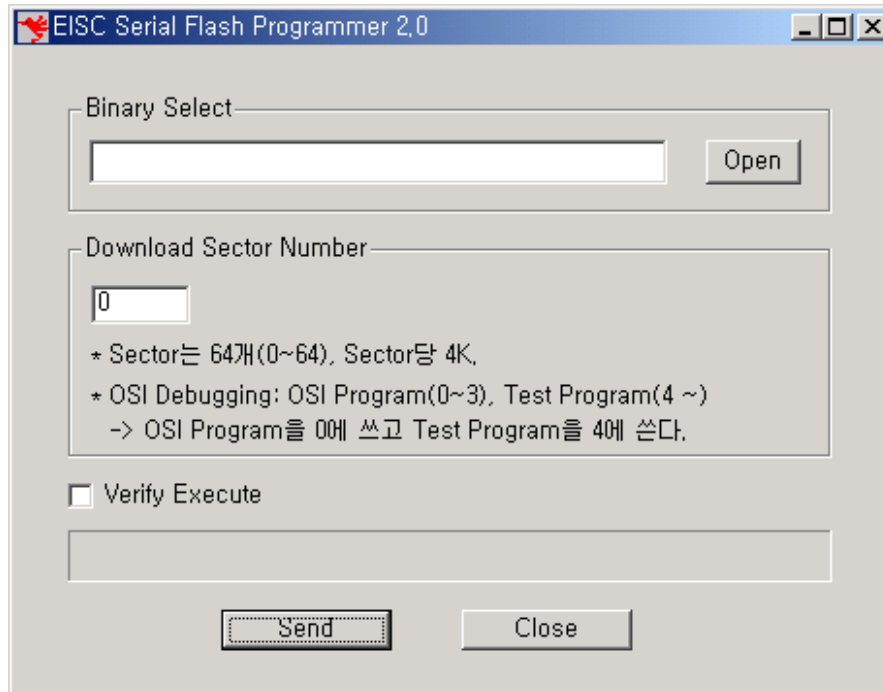 EISC Serial Flash Programmer 2.0
Binary Select
Open
Download Sector Number
0
* Sector는 64개(0~64), Sector당 4K.
* OSI Debugging: OSI Program(0~3), Test Program(4 ~)
-> OSI Program을 0에 쓰고 Test Program을 4에 쓴다.
Verify Execute
Send Close